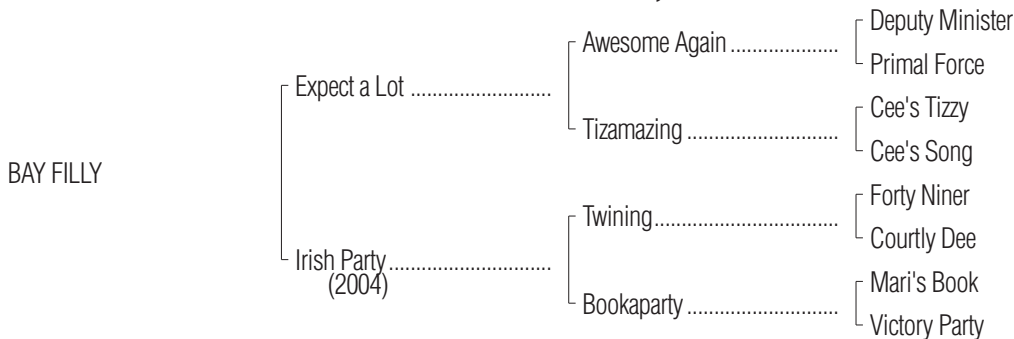 Deputy Minister
Awesome Again ....................
Primal Force
Expect a Lot ..........................
Cee's Tizzy
Tizamazing ............................
Cee's Song
BAY FILLY
Forty Niner
Twining..................................
Courtly Dee
Irish Party..............................
(2004)
Mari's Book
Bookaparty ............................
Victory Party